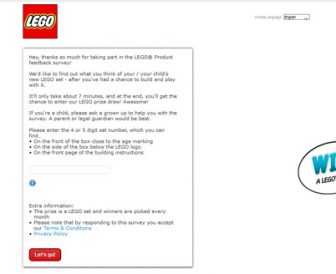 LEGO
Choose Language: English
Hey, thanks so much for taking part in the LEGO® Product
feedback survey!
We'd like to find out what you think of your / your child's
new LEGO set - after you've had a chance to build and play
with it.
It'll only take about 7 minutes, and at the end, you'll get the
chance to enter our LEGO prize draw! Awesome!
If you're a child, please ask a grown up to help you with the
survey. A parent or legal guardian would be best.
Please enter the 4 or 5 digit set number, which you can
find...
• On the front of the box close to the age marking
• On the side of the box below the LEGO logo
• On the front page of the building instructions
Extra information:
• The prize is a LEGO set and winners are picked every
month
• Please note that by responding to this survey you accept
our Terms & Conditions
• Privacy Policy
Let's go!
WI
A LEGO